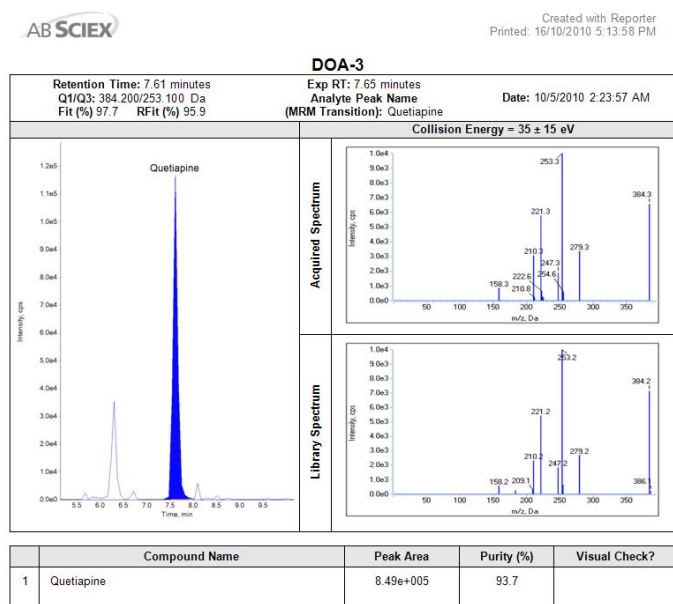 AB SCIEX
Created with Reporter
Printed: 16/10/2010 5:13:58 PM
DOA-3
Retention Time: 7.61 minutes
Q1/Q3: 384.200/253.100 Da
Fit (%) 97.7 RFit (%) 95.9
Exp RT: 7.65 minutes
Analyte Peak Name
(MRM Transition): Quetiapine
Date: 10/5/2010 2:23:57 AM
Collision Energy = 35 ± 15 eV
Quetiapine
1.2e5
1.1e5
1.0e5
9.0e4
8.0e4
7.0e4
6.0e4
5.0e4
4.0e4
3.0e4
2.0e4
1.0e4
0.0e0
Intensity, cps
5.5 6.0 6.5 7.0 7.5 8.0 8.5 9.0 9.5
Time, min
Acquired Spectrum
1.0e4
9.0e3
8.0e3
7.0e3
6.0e3
5.0e3
4.0e3
3.0e3
2.0e3
1.0e3
0.0e0
Intensity, cps
253.3
384.3
221.3
210.3
279.3
247.3
222.6
254.6
158.3
210.8
50 100 150 200 250 300 350
m/z, Da
Library Spectrum
1.0e4
9.0e3
8.0e3
7.0e3
6.0e3
5.0e3
4.0e3
3.0e3
2.0e3
1.0e3
0.0e0
Intensity, cps
253.2
384.2
221.2
210.2
279.2
247.2
158.2
209.1
386.1
50 100 150 200 250 300 350
m/z, Da
Compound Name Peak Area Purity (%) Visual Check?
1 Quetiapine 8.49e+005 93.7